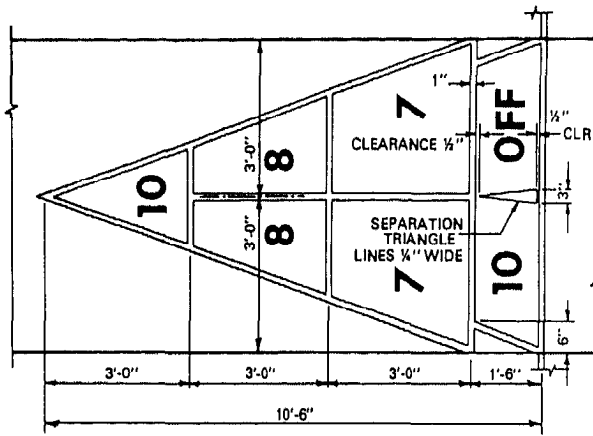 1"
½"
CLR
7
OFF
CLEARANCE ½"
3'-0"
8
10
3"
3'-0"
8
SEPARATION
TRIANGLE
LINES ¼" WIDE
7
10
6"
3'-0"
3'-0"
3'-0"
1'-6"
10'-6"